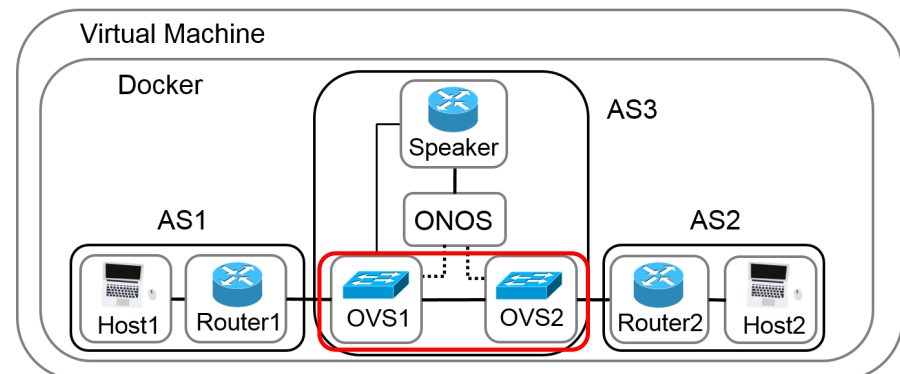 Virtual Machine
Docker
AS3
Speaker
ONOS
AS1
AS2
Host1
Router1
OVS1
OVS2
Router2
Host2